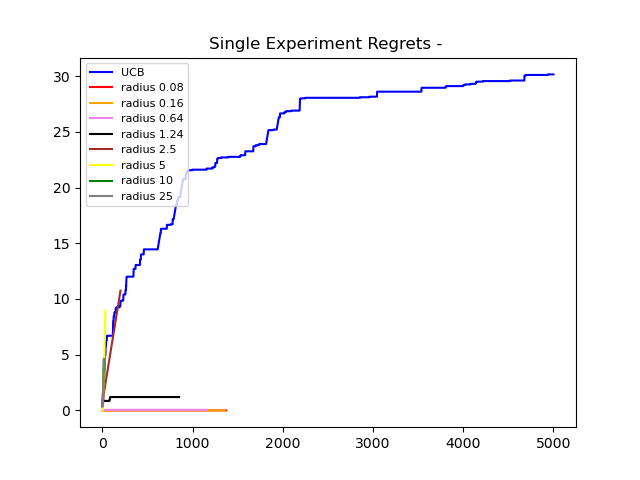 Single Experiment Regrets -
UCB
radius 0.08
radius 0.16
radius 0.64
radius 1.24
radius 2.5
radius 5
radius 10
radius 25
30
25
20
15
10
5
0
0 1000 2000 3000 4000 5000